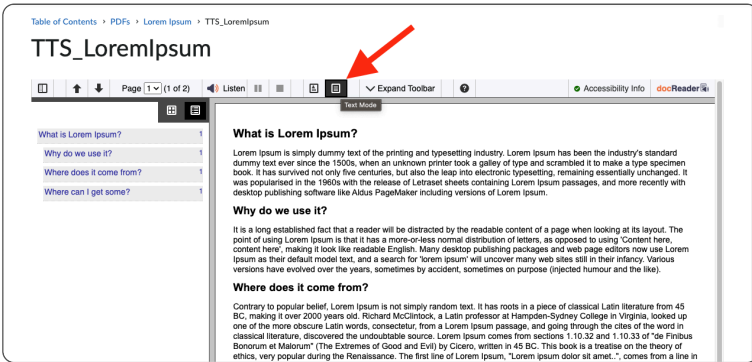 Table of Contents › PDFs › Lorem Ipsum › TTS_LoremIpsum
TTS_LoremIpsum
Page 1 (1 of 2) Listen Expand Toolbar Accessibility Info docReader
Text Mode
What is Lorem Ipsum? 1
Why do we use it? 1
Where does it come from? 1
Where can I get some? 1
What is Lorem Ipsum?
Lorem Ipsum is simply dummy text of the printing and typesetting industry. Lorem Ipsum has been the industry's standard
dummy text ever since the 1500s, when an unknown printer took a galley of type and scrambled it to make a type specimen
book. It has survived not only five centuries, but also the leap into electronic typesetting, remaining essentially unchanged. It
was popularised in the 1960s with the release of Letraset sheets containing Lorem Ipsum passages, and more recently with
desktop publishing software like Aldus PageMaker including versions of Lorem Ipsum.
Why do we use it?
It is a long established fact that a reader will be distracted by the readable content of a page when looking at its layout. The
point of using Lorem Ipsum is that it has a more-or-less normal distribution of letters, as opposed to using 'Content here,
content here', making it look like readable English. Many desktop publishing packages and web page editors now use Lorem
Ipsum as their default model text, and a search for 'lorem ipsum' will uncover many web sites still in their infancy. Various
versions have evolved over the years, sometimes by accident, sometimes on purpose (injected humour and the like).
Where does it come from?
Contrary to popular belief, Lorem Ipsum is not simply random text. It has roots in a piece of classical Latin literature from 45
BC, making it over 2000 years old. Richard McClintock, a Latin professor at Hampden-Sydney College in Virginia, looked up
one of the more obscure Latin words, consectetur, from a Lorem Ipsum passage, and going through the cites of the word in
classical literature, discovered the undoubtable source. Lorem Ipsum comes from sections 1.10.32 and 1.10.33 of "de Finibus
Bonorum et Malorum" (The Extremes of Good and Evil) by Cicero, written in 45 BC. This book is a treatise on the theory of
ethics, very popular during the Renaissance. The first line of Lorem Ipsum, "Lorem ipsum dolor sit amet..", comes from a line in